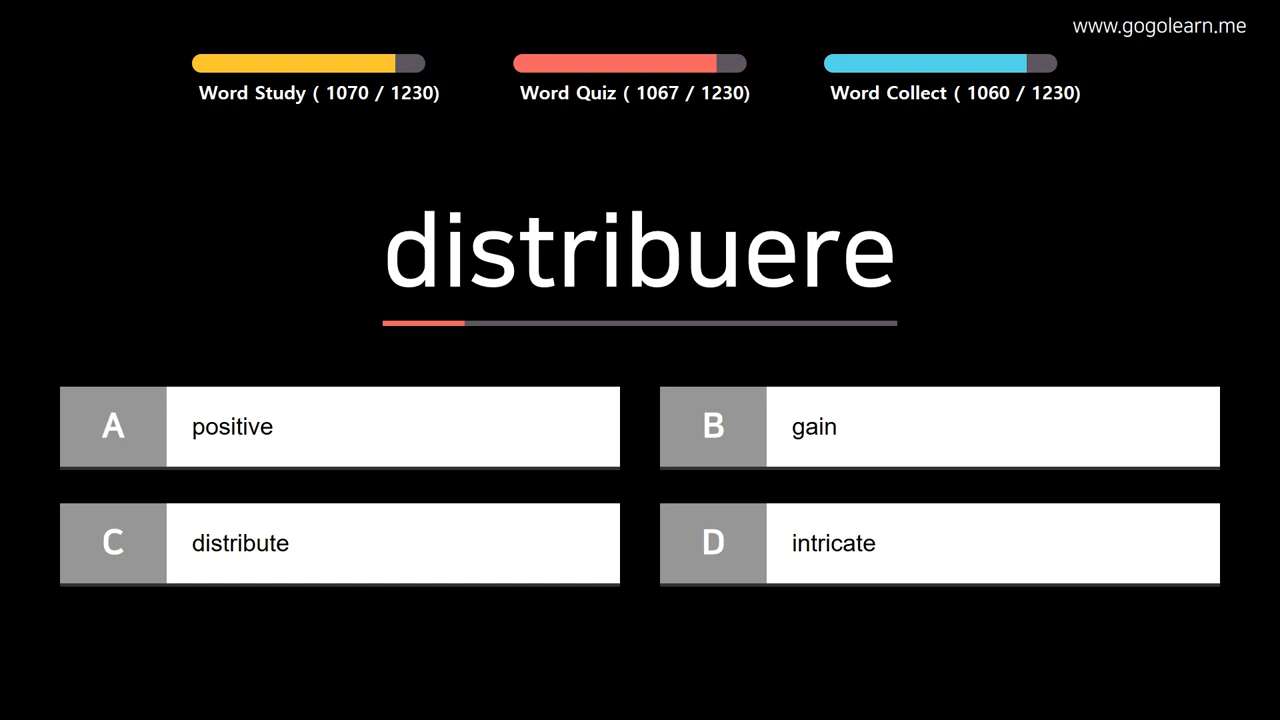 www.gogolearn.me
Word Study ( 1070 / 1230)
Word Quiz ( 1067 / 1230)
Word Collect ( 1060 / 1230)
distribuere
A positive
B gain
C distribute
D intricate